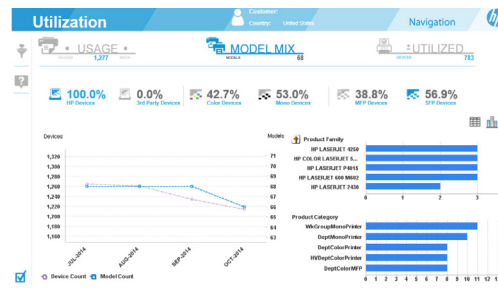 Utilization
Customer:
Country: United States
Navigation
hp
USAGE
DEVICES 1,277 MEDIA
MODEL MIX
MODELS 68
UTILIZED
DEVICES 783
100.0%
HP Devices
0.0%
3rd Party Devices
42.7%
Color Devices
53.0%
Mono Devices
38.8%
MFP Devices
56.9%
SFP Devices
Devices
Models
1,320
1,300
1,280
1,260
1,240
1,220
1,200
1,180
1,160
71
70
69
68
67
66
65
64
63
JUL-2014
AUG-2014
SEP-2014
OCT-2014
Device Count
Model Count
Product Family
HP LASERJET 4250
HP COLOR LASERJET 5...
HP LASERJET P4015
HP LASERJET 600 M602
HP LASERJET 2430
0 1 2 3
Product Category
WkGroupMonoPrinter
DeptMonoPrinter
DeptColorPrinter
HVDeptColorPrinter
DeptColorMFP
0 1 2 3 4 5 6 7 8 9 10 11 12